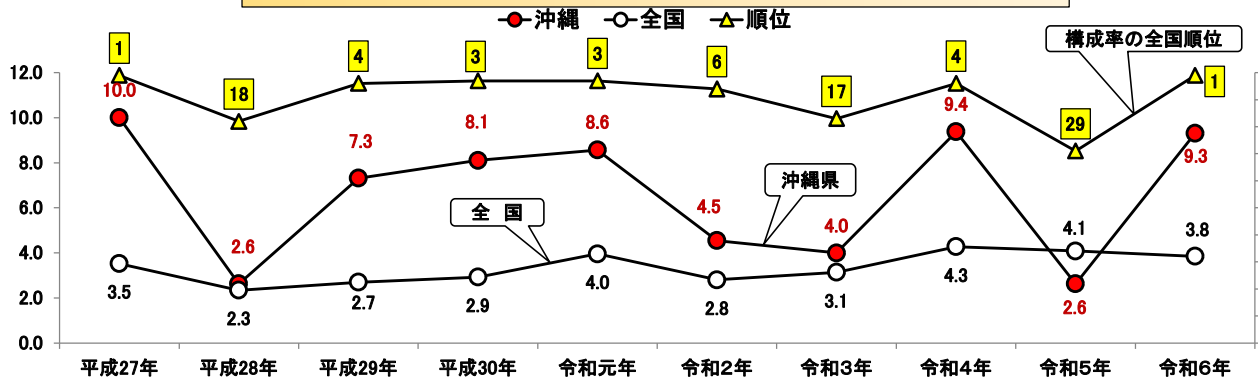 沖縄 全国 順位
構成率の全国順位
1 18 4 3 3 6 17 4 29 1
12.0
10.0
8.0
6.0
4.0
2.0
0.0
10.0 2.6 7.3 8.1 8.6 4.5 4.0 9.4 2.6 9.3
全 国
沖縄県
3.5 2.3 2.7 2.9 4.0 2.8 3.1 4.3 4.1 3.8
平成27年 平成28年 平成29年 平成30年 令和元年 令和2年 令和3年 令和4年 令和5年 令和6年